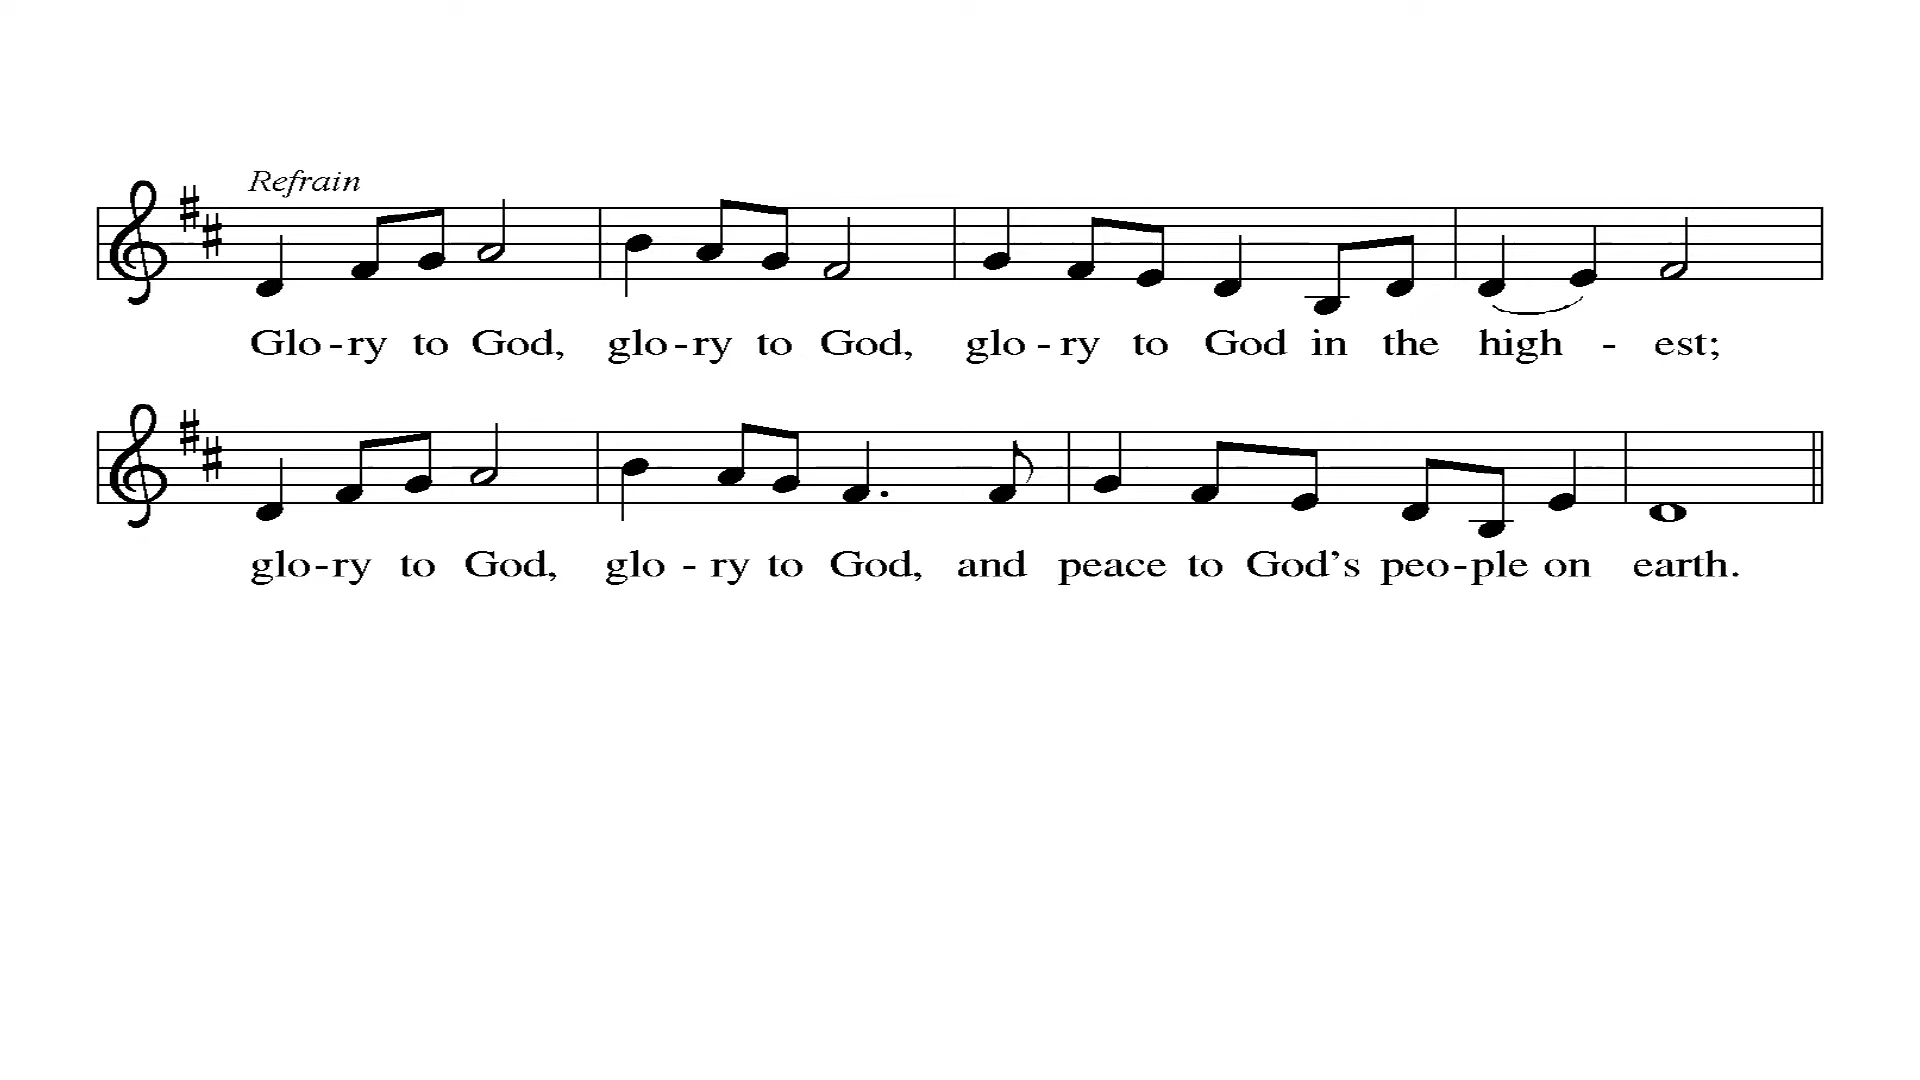 Refrain
Glo-ry to God, glo-ry to God, glo-ry to God in the high-est;
glo-ry to God, glo-ry to God, and peace to God's peo-ple on earth.